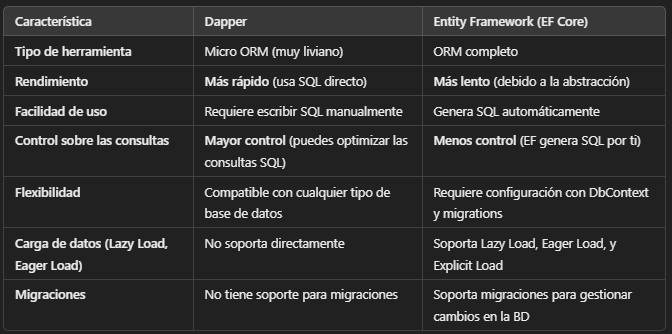 Característica Dapper Entity Framework (EF Core)
Tipo de herramienta Micro ORM (muy liviano) ORM completo
Rendimiento Más rápido (usa SQL directo) Más lento (debido a la abstracción)
Facilidad de uso Requiere escribir SQL manualmente Genera SQL automáticamente
Control sobre las consultas Mayor control (puedes optimizar las Menos control (EF genera SQL por ti)
consultas SQL)
Flexibilidad Compatible con cualquier tipo de Requiere configuración con DbContext
base de datos y migrations
Carga de datos (Lazy Load, No soporta directamente Soporta Lazy Load, Eager Load, y
Eager Load) Explicit Load
Migraciones No tiene soporte para migraciones Soporta migraciones para gestionar
cambios en la BD